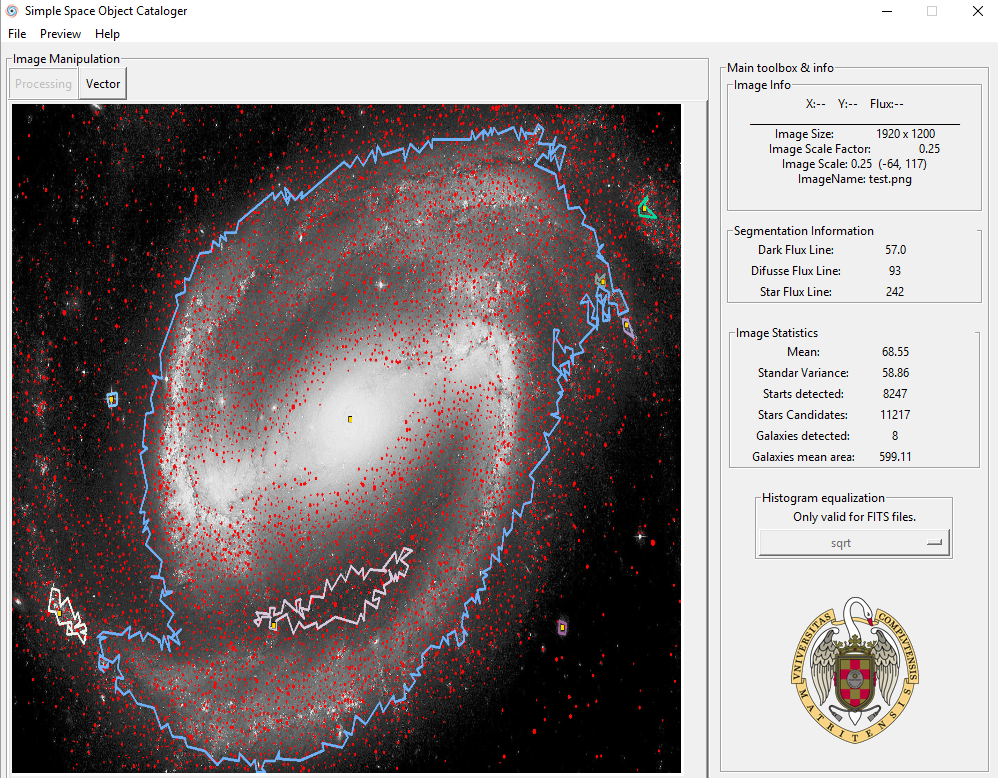 Simple Space Object Cataloger
File Preview Help
Image Manipulation
Processing Vector
Main toolbox & info
Image Info
X:-- Y:-- Flux:--
Image Size: 1920 x 1200
Image Scale Factor: 0.25
Image Scale: 0.25 (-64, 117)
ImageName: test.png
Segmentation Information
Dark Flux Line: 57.0
Difusse Flux Line: 93
Star Flux Line: 242
Image Statistics
Mean: 68.55
Standar Variance: 58.86
Starts detected: 8247
Stars Candidates: 11217
Galaxies detected: 8
Galaxies mean area: 599.11
Histogram equalization
Only valid for FITS files.
sqrt
VNIVERSITAS COMPLVTENSIS
MATRITENSIS